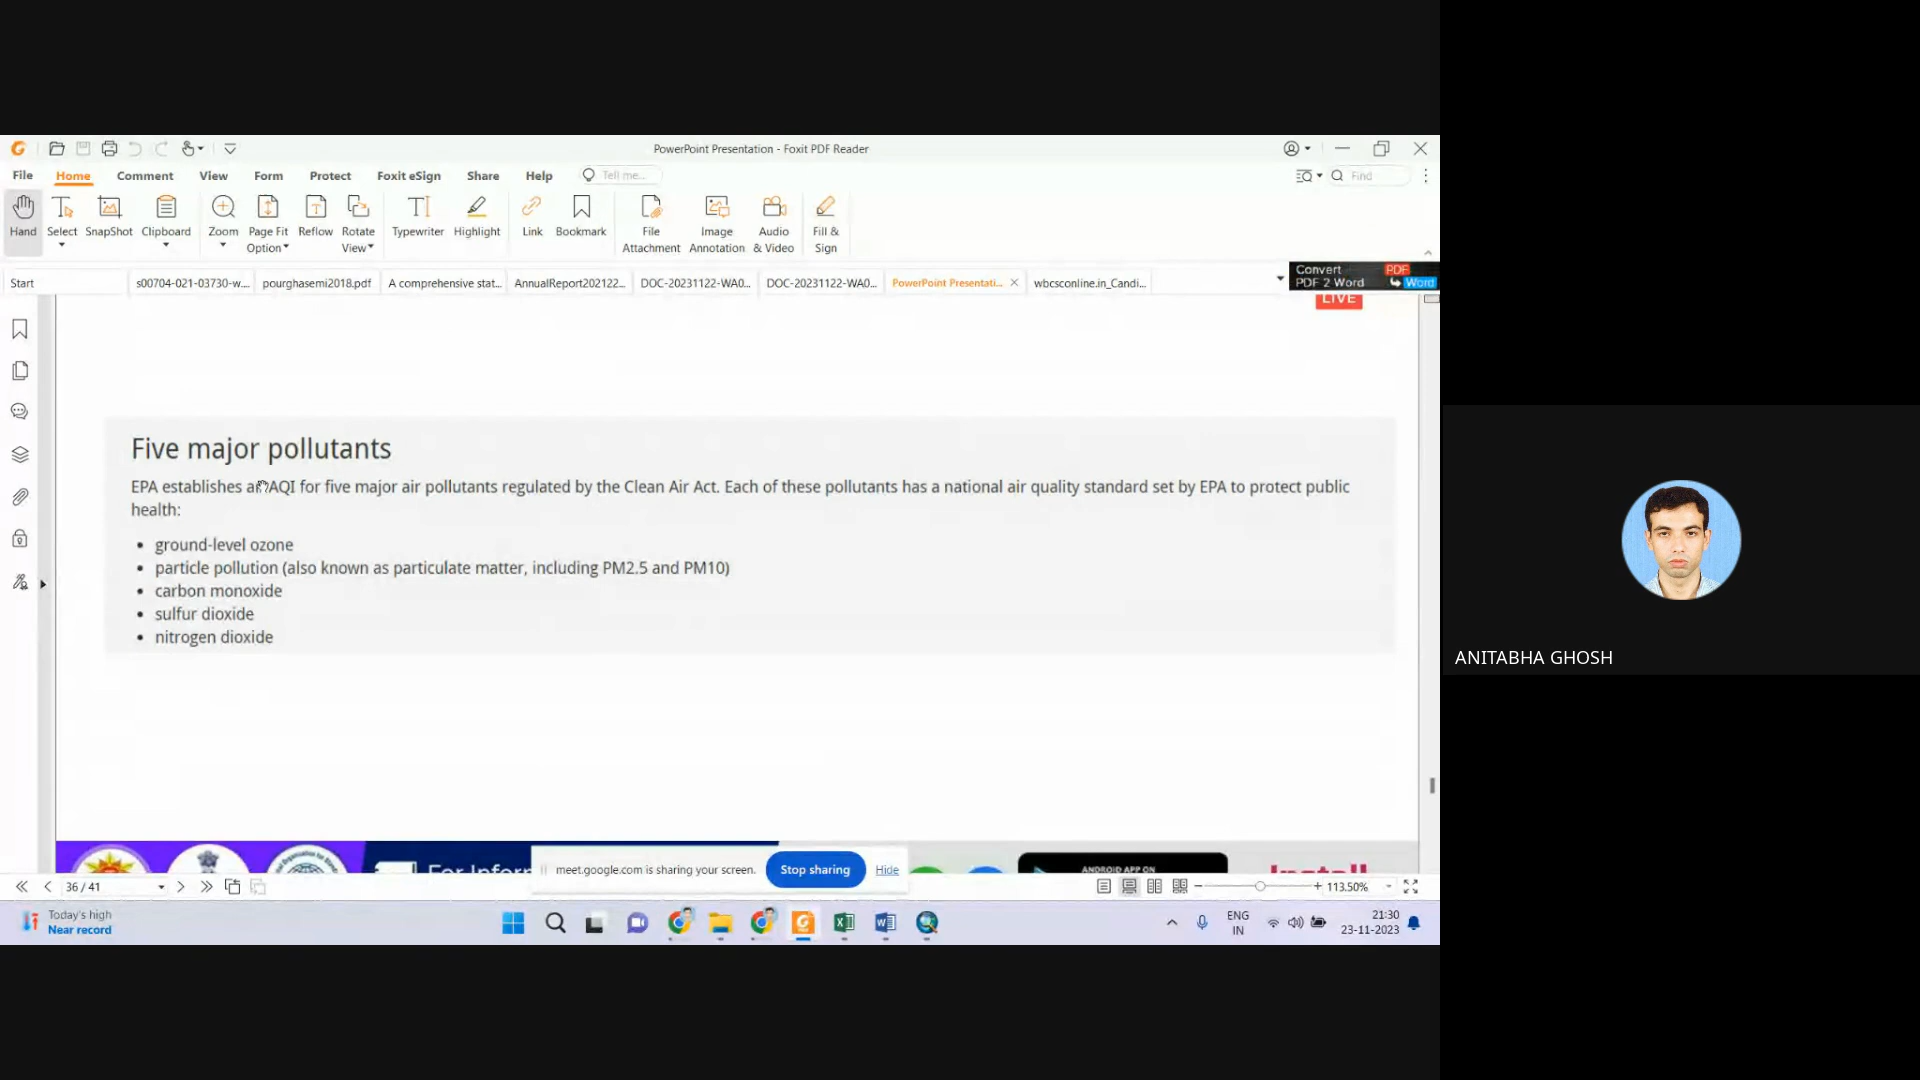 PowerPoint Presentation - Foxit PDF Reader
File Home Comment View Form Protect Foxit eSign Share Help Tell me... Find
Hand Select SnapShot Clipboard Zoom Page Fit Option Reflow Rotate View Typewriter Highlight Link Bookmark File Attachment Image Annotation Audio & Video Fill & Sign
Start s00704-021-03730-w... pourghasemi2018.pdf A comprehensive stat... AnnualReport202122... DOC-20231122-WA0... DOC-20231122-WA0... PowerPoint Presentati... wbcsconline.in_Candi...
Convert PDF
PDF 2 Word Word
LIVE
Five major pollutants
EPA establishes an AQI for five major air pollutants regulated by the Clean Air Act. Each of these pollutants has a national air quality standard set by EPA to protect public
health:
• ground-level ozone
• particle pollution (also known as particulate matter, including PM2.5 and PM10)
• carbon monoxide
• sulfur dioxide
• nitrogen dioxide
ANITABHA GHOSH
ANDROID APP ON
Install
meet.google.com is sharing your screen. Stop sharing Hide
36 / 41 113.50%
Today's high
Near record
ENG
IN
21:30
23-11-2023